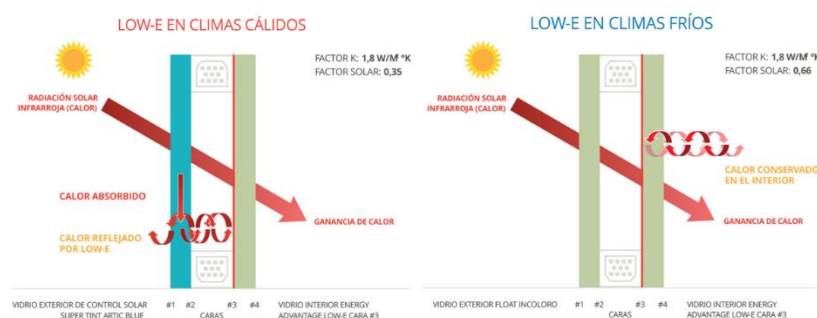 LOW-E EN CLIMAS CÁLIDOS
FACTOR K: 1,8 W/M² ºK
FACTOR SOLAR: 0,35
RADIACIÓN SOLAR
INFRARROJA (CALOR)
CALOR ABSORBIDO
CALOR REFLEJADO
POR LOW-E
GANANCIA DE CALOR
VIDRIO EXTERIOR DE CONTROL SOLAR
SUPER TINT ARTIC BLUE
#1 #2 #3 #4
CARAS
VIDRIO INTERIOR ENERGY
ADVANTAGE LOW-E CARA #3
LOW-E EN CLIMAS FRÍOS
FACTOR K: 1,8 W/M² ºK
FACTOR SOLAR: 0,66
RADIACIÓN SOLAR
INFRARROJA (CALOR)
CALOR CONSERVADO
EN EL INTERIOR
GANANCIA DE CALOR
VIDRIO EXTERIOR FLOAT INCOLORO
#1 #2 #3 #4
CARAS
VIDRIO INTERIOR ENERGY
ADVANTAGE LOW-E CARA #3